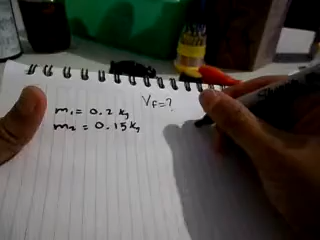 m₁ = 0.2 kg
m₂ = 0.15 kg
VF = ?